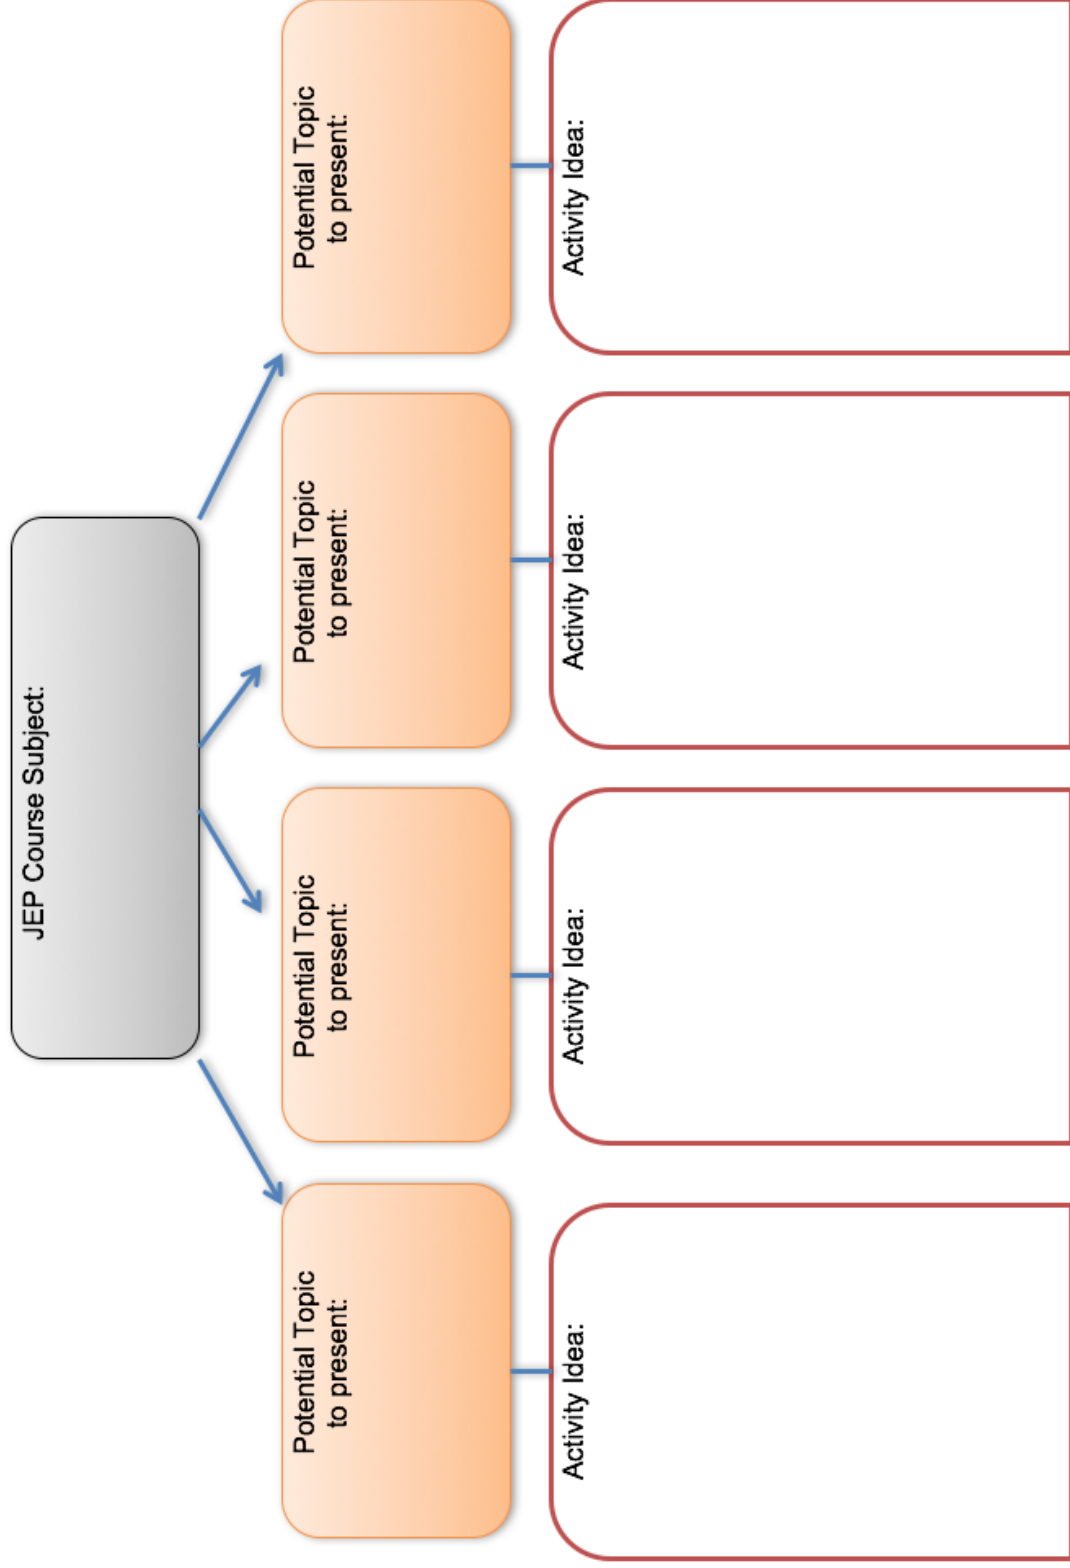 JEP Course Subject:
Potential Topic
to present:
Potential Topic
to present:
Potential Topic
to present:
Potential Topic
to present:
Activity Idea:
Activity Idea:
Activity Idea:
Activity Idea: